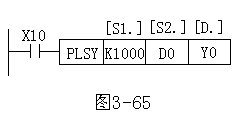 [S1.] [S2.] [D.]
X10
PLSY K1000 D0 Y0
图3-65